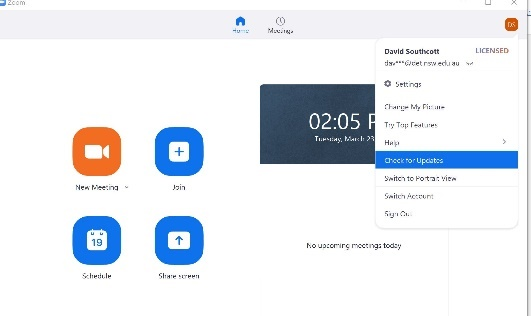 Zoom
Home
Meetings
DS
David Southcott
LICENSED
dav***@det.nsw.edu.au
Settings
Change My Picture
Try Top Features
Help
Check for Updates
Switch to Portrait View
Switch Account
Sign Out
02:05 P
Tuesday, March 23
New Meeting
Join
19
Schedule
Share screen
No upcoming meetings today